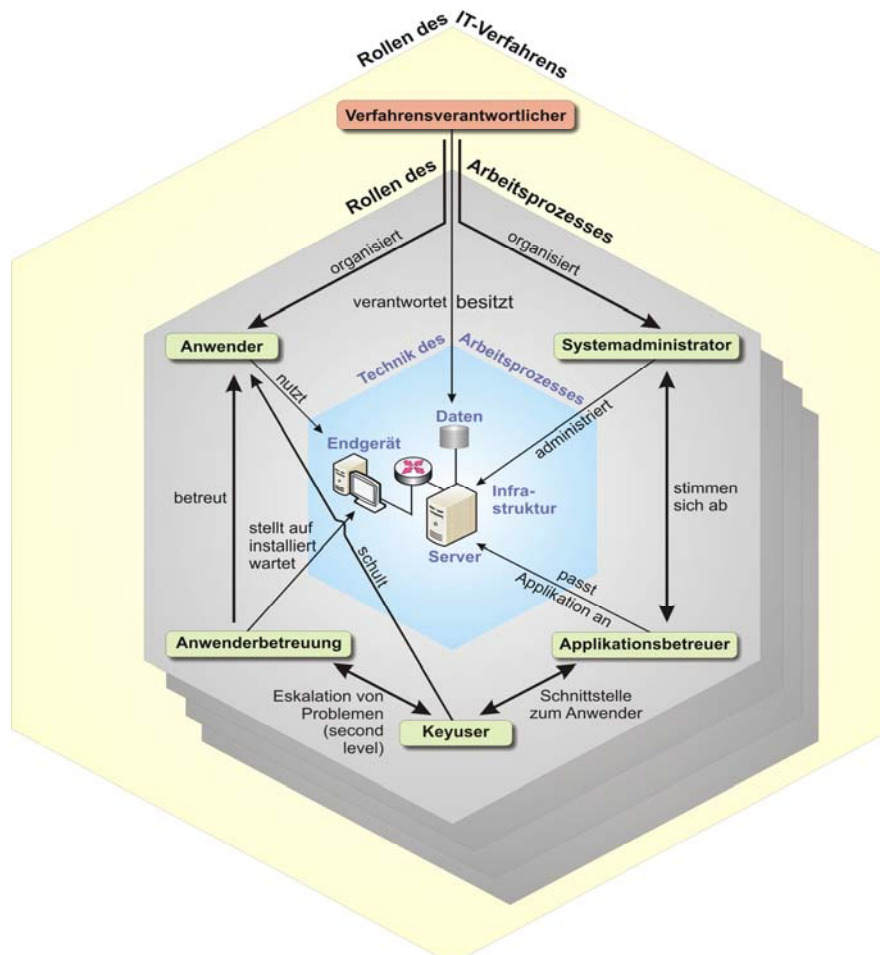 Rollen des IT-Verfahrens
Verfahrensverantwortlicher
Rollen des Arbeitsprozesses
organisiert
organisiert
verantwortet besitzt
Anwender
Systemadministrator
Technik des Arbeitsprozesses
nutzt
Daten
administriert
Endgerät
betreut
Infra-
struktur
stimmen
sich ab
stellt auf
installiert
wartet
schult
Server
passt
Applikation an
Anwenderbetreuung
Applikationsbetreuer
Eskalation von
Problemen
(second
level)
Schnittstelle
zum Anwender
Keyuser